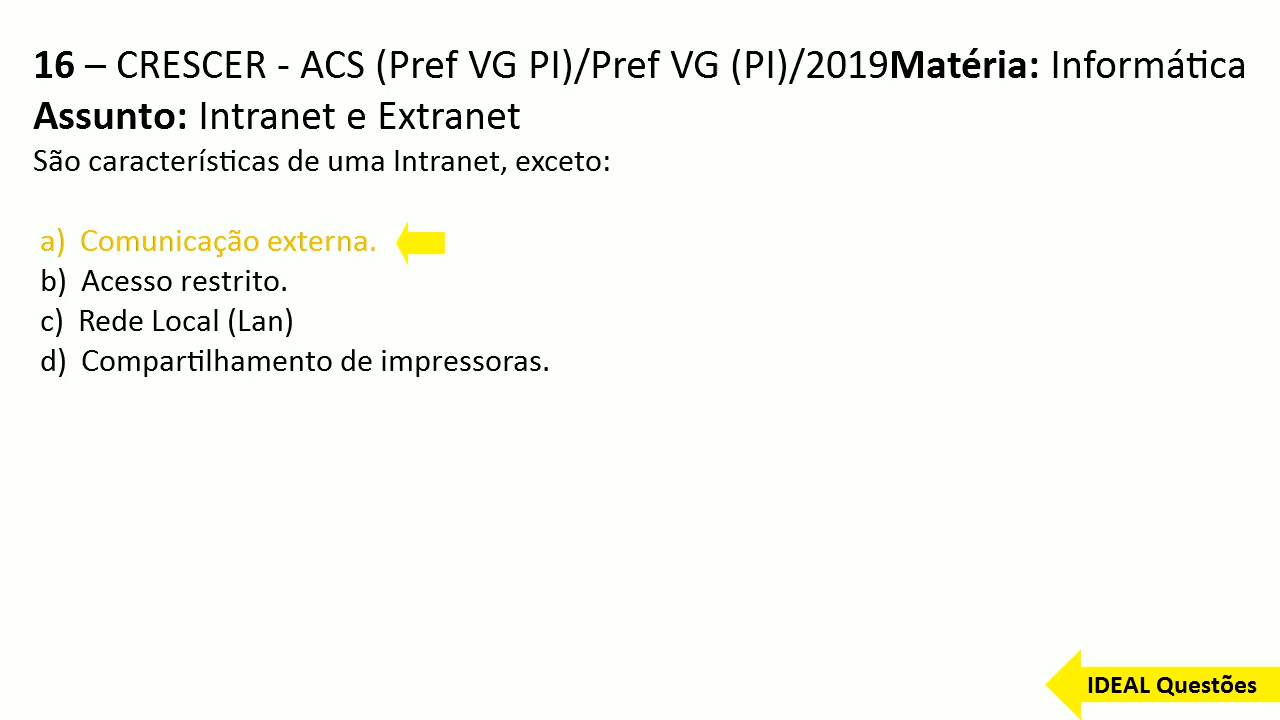 16 – CRESCER - ACS (Pref VG PI)/Pref VG (PI)/2019Matéria: Informática
Assunto: Intranet e Extranet
São características de uma Intranet, exceto:
a) Comunicação externa.
b) Acesso restrito.
c) Rede Local (Lan)
d) Compartilhamento de impressoras.
IDEAL Questões